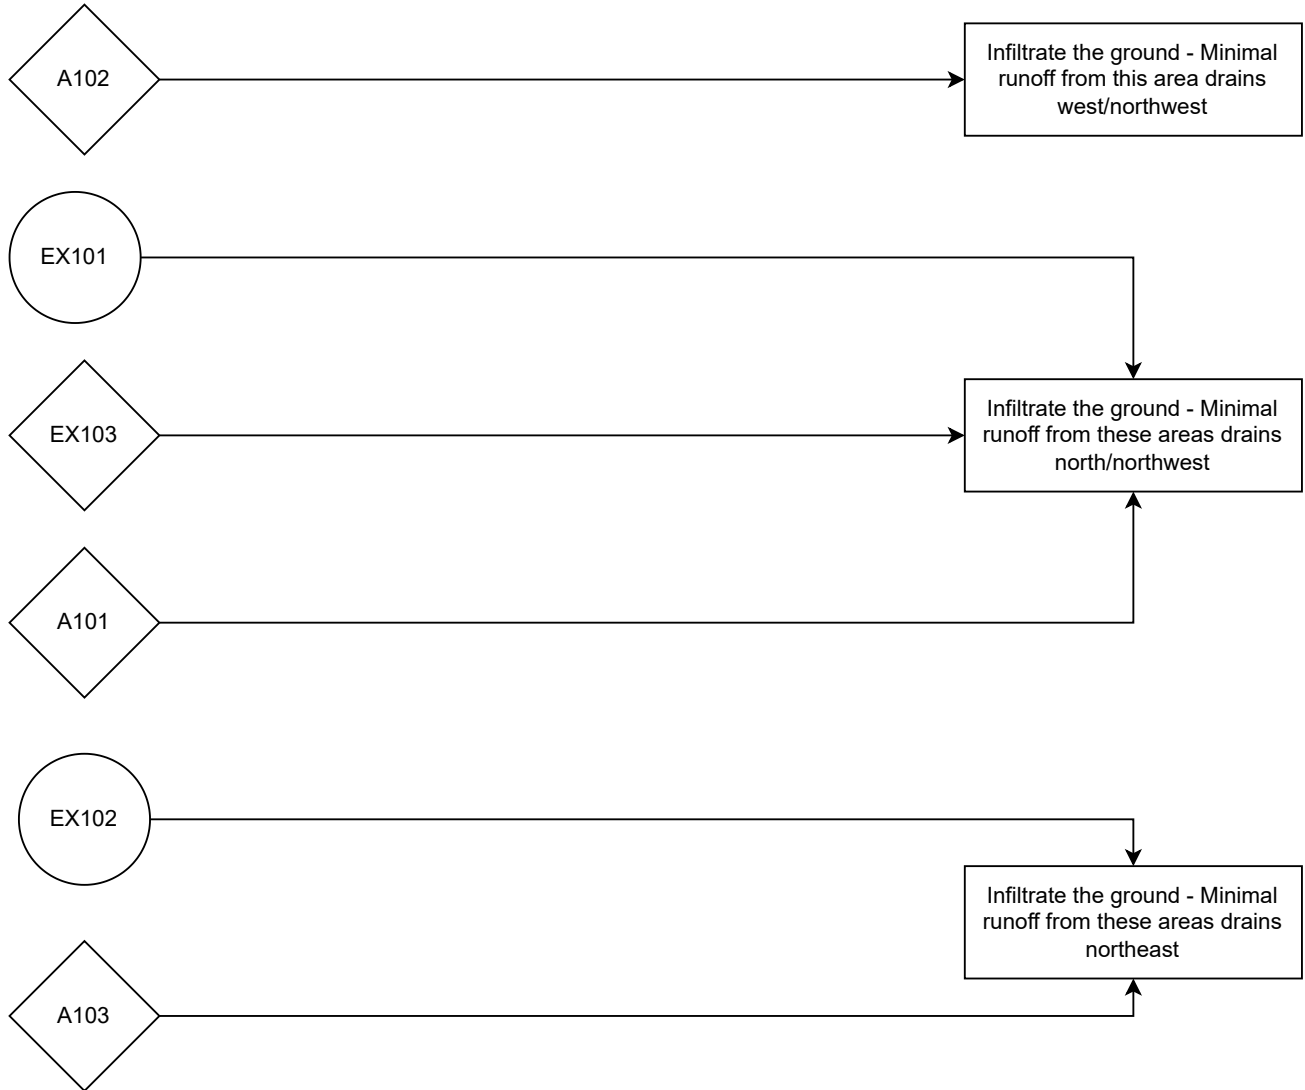 A102
Infiltrate the ground - Minimal
runoff from this area drains
west/northwest
EX101
EX103
Infiltrate the ground - Minimal
runoff from these areas drains
north/northwest
A101
EX102
Infiltrate the ground - Minimal
runoff from these areas drains
northeast
A103